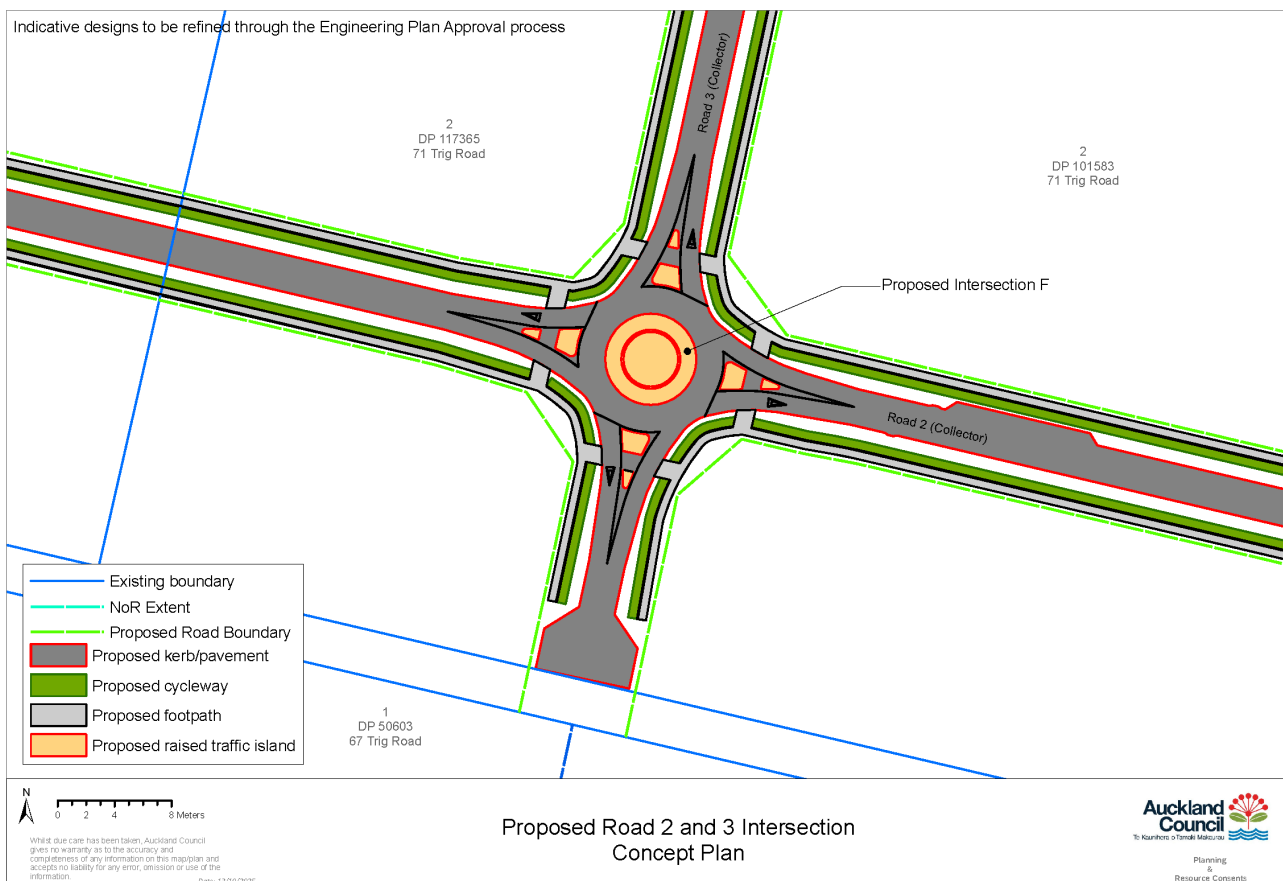 Indicative designs to be refined through the Engineering Plan Approval process
Road 3 (Collector)
2
DP 117365
71 Trig Road
2
DP 101583
71 Trig Road
Proposed Intersection F
Road 2 (Collector)
Existing boundary
NoR Extent
Proposed Road Boundary
Proposed kerb/pavement
Proposed cycleway
Proposed footpath
Proposed raised traffic island
1
DP 50603
67 Trig Road
N
0 2 4 8 Meters
Whilst due care has been taken, Auckland Council
gives no warranty as to the accuracy and
completeness of any information on this map/plan and
accepts no liability for any error, omission or use of the
information.
Proposed Road 2 and 3 Intersection
Concept Plan
Auckland
Council
Te Kaunihera o Tāmaki Makaurau
Planning
&
Resource Consents